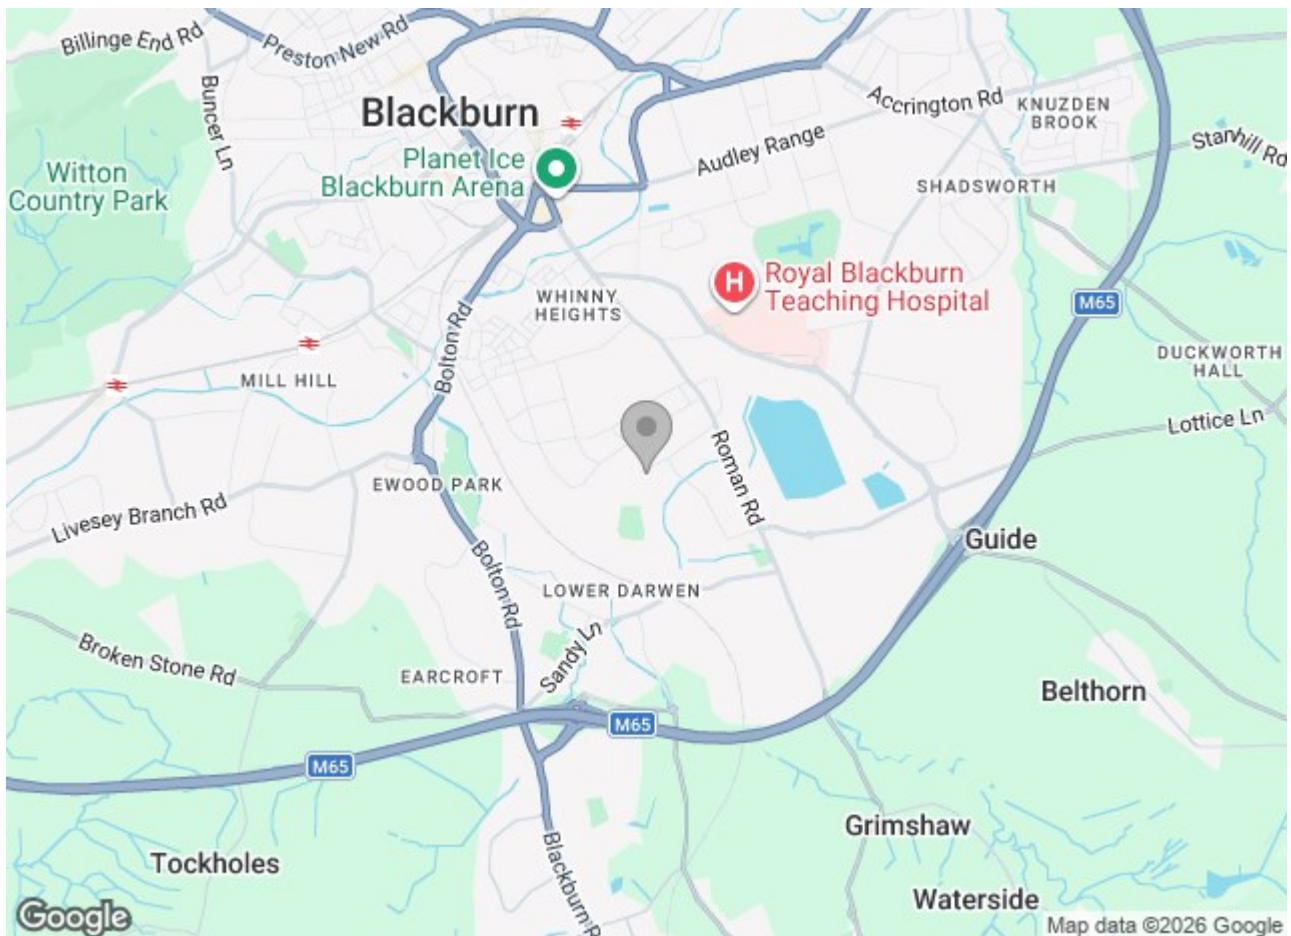 Billinge End Rd
Preston New Rd
Buncer Ln
Blackburn
Accrington Rd
KNUZDEN
BROOK
Audley Range
Stanhill Rd
Planet Ice
Blackburn Arena
Witton
Country Park
SHADSWORTH
H
Royal Blackburn
Teaching Hospital
WHINNY
HEIGHTS
M65
Bolton Rd
MILL HILL
DUCKWORTH
HALL
Lottice Ln
Roman Rd
EWOOD PARK
Livesey Branch Rd
Guide
Bolton Rd
LOWER DARWEN
Sandy Ln
Broken Stone Rd
EARCROFT
Belthorn
M65
M65
Grimshaw
Tockholes
Blackburn R
Waterside
Google
Map data ©2026 Google